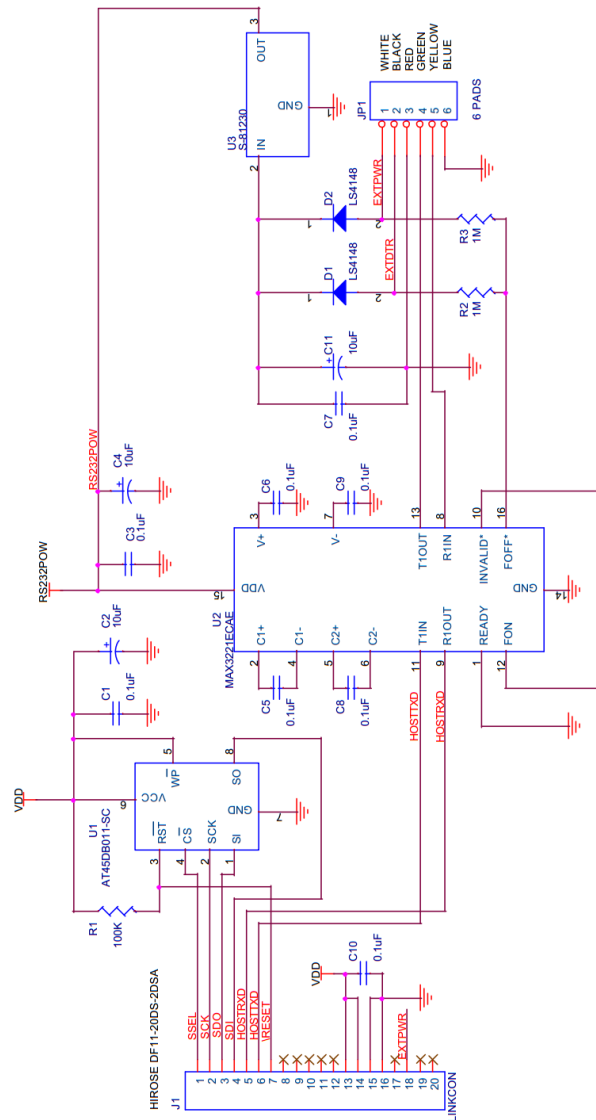 HIROSE DF11-20DS-2DSA
J1
LINKCON
1
2
3
4
5
6
7
8
9
10
11
12
13
14
15
16
17
18
19
20
SSEL
SCK
SDO
SDI
HOSTRXD
HOSTTXD
\RESET
EXTPWR
VDD
C10
0.1uF
VDD
R1
100K
U1
AT45DB011-SC
RST
CS
SCK
SI
VCC
WP
SO
GND
3
4
2
1
6
5
8
7
C1
0.1uF
C2
10uF
+
RS232POW
RS232POW
C3
0.1uF
C4
10uF
+
U2
MAX3221ECAE
VDD
15
C1+
C1-
C2+
C2-
T1IN
R1OUT
READY
FON
2
4
5
6
11
9
1
12
C5
0.1uF
C8
0.1uF
HOSTTXD
HOSTRXD
V+
V-
T1OUT
R1IN
INVALID*
FOFF*
GND
3
7
13
8
10
16
14
C6
0.1uF
C9
0.1uF
C7
0.1uF
C11
10uF
+
D1
LS4148
1
2
D2
LS4148
1
2
EXTDTR
EXTPWR
R2
1M
R3
1M
U3
S-81230
IN
OUT
GND
2
3
1
JP1
1
2
3
4
5
6
6 PADS
WHITE
BLACK
RED
GREEN
YELLOW
BLUE